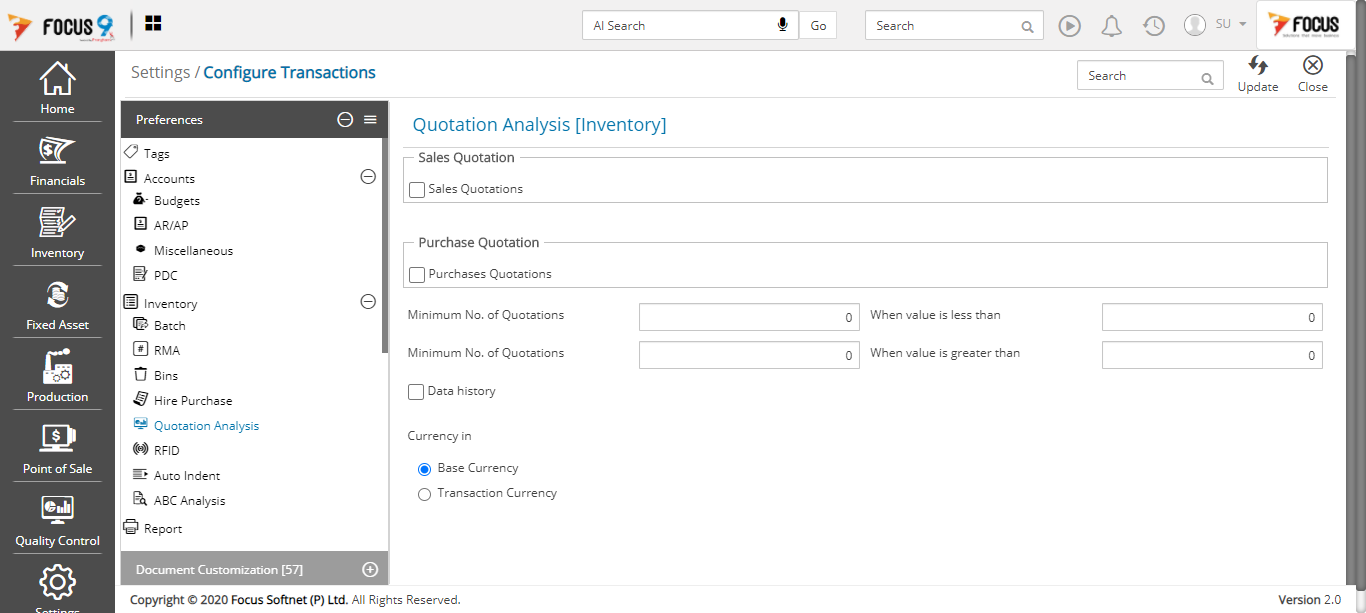 FOCUS 9
AI Search
Go
Search
SU
FOCUS
Home
Financials
Inventory
Fixed Asset
Production
Point of Sale
Quality Control
Settings
Settings / Configure Transactions
Search
Update
Close
Preferences
Tags
Accounts
Budgets
AR/AP
Miscellaneous
PDC
Inventory
Batch
RMA
Bins
Hire Purchase
Quotation Analysis
RFID
Auto Indent
ABC Analysis
Report
Document Customization [57]
Quotation Analysis [Inventory]
Sales Quotation
Sales Quotations
Purchase Quotation
Purchases Quotations
Minimum No. of Quotations 0 When value is less than 0
Minimum No. of Quotations 0 When value is greater than 0
Data history
Currency in
Base Currency
Transaction Currency
Copyright © 2020 Focus Softnet (P) Ltd. All Rights Reserved.
Version 2.0